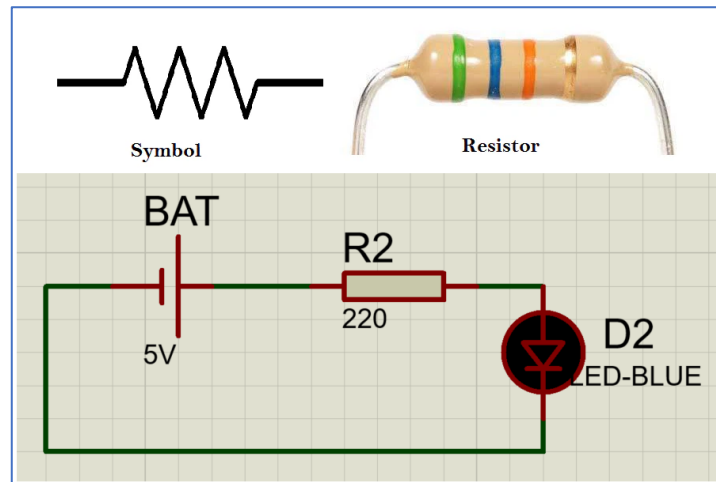 Symbol
Resistor
BAT
5V
R2
220
D2
LED-BLUE